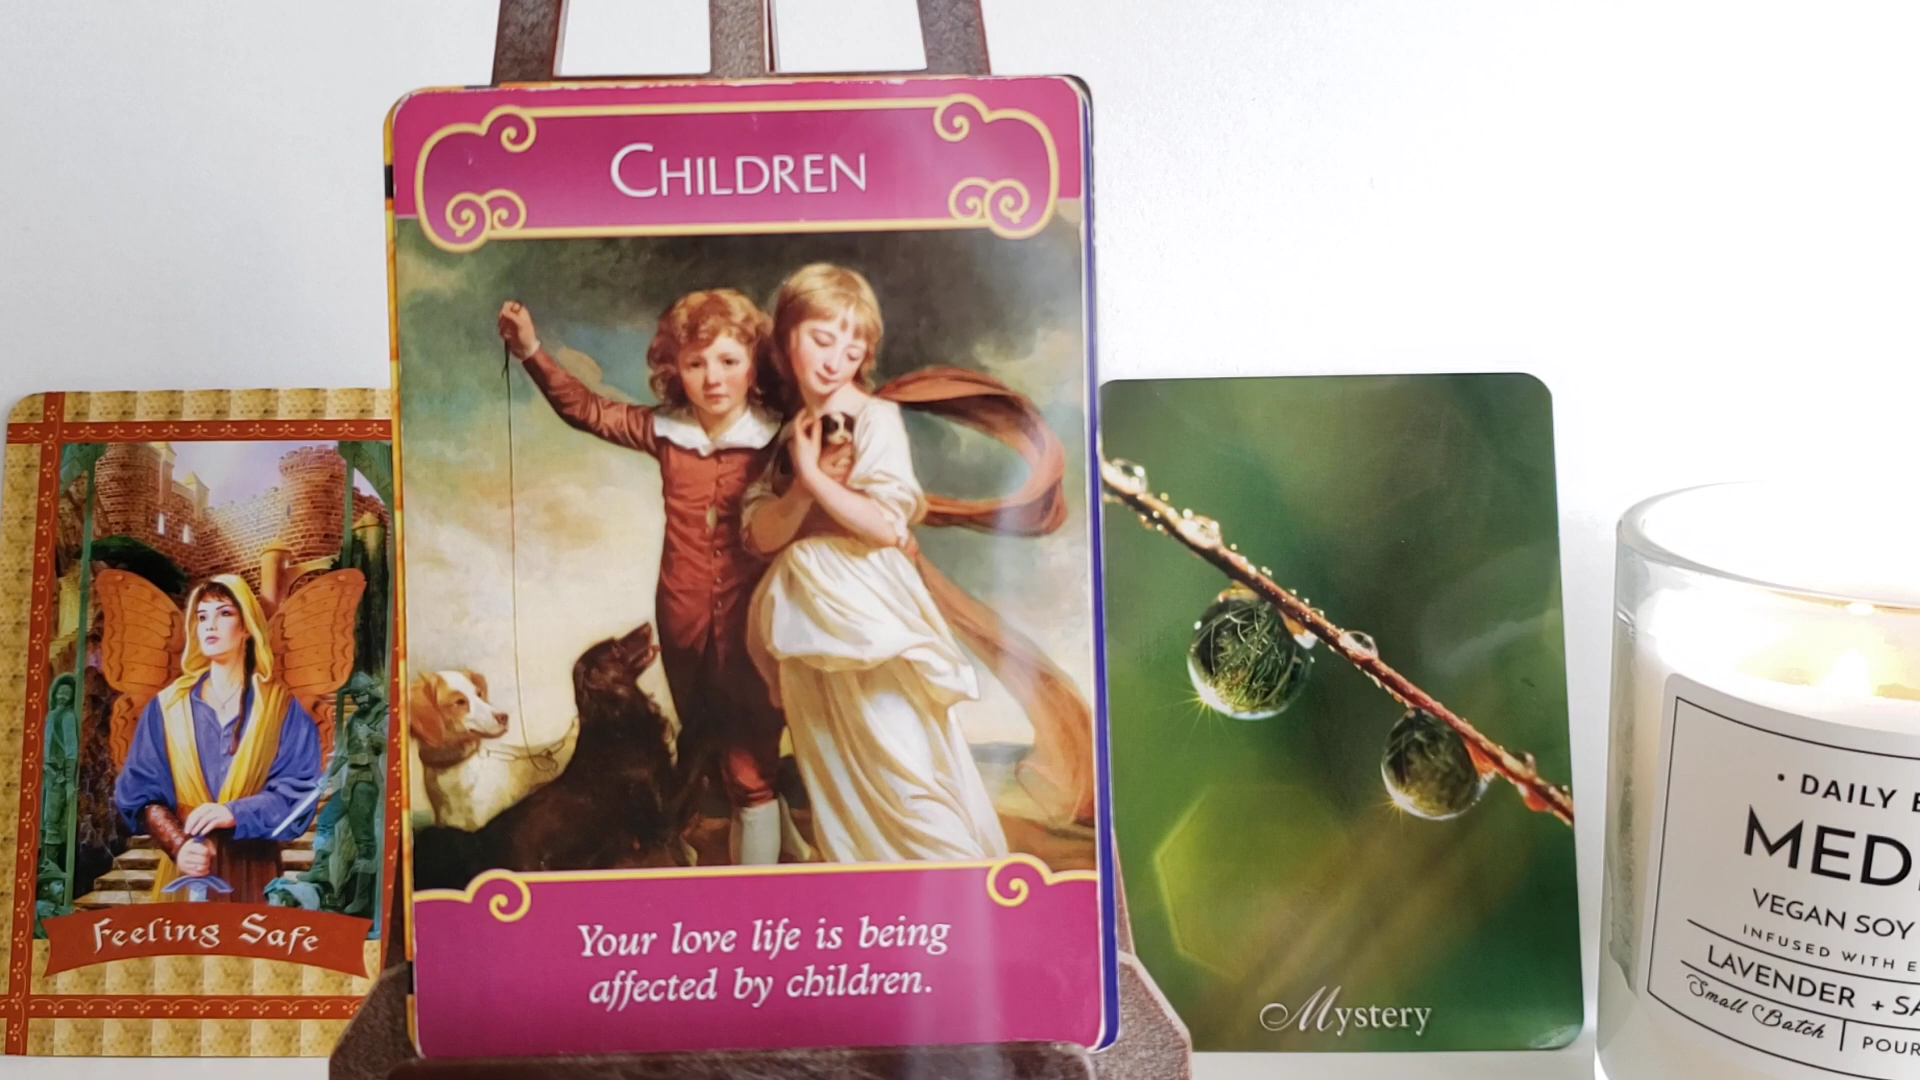 CHILDREN
Your love life is being
affected by children.
Feeling Safe
Mystery
• DAILY
MED
VEGAN SOY
INFUSED WITH
LAVENDER +
Small Batch
POUR